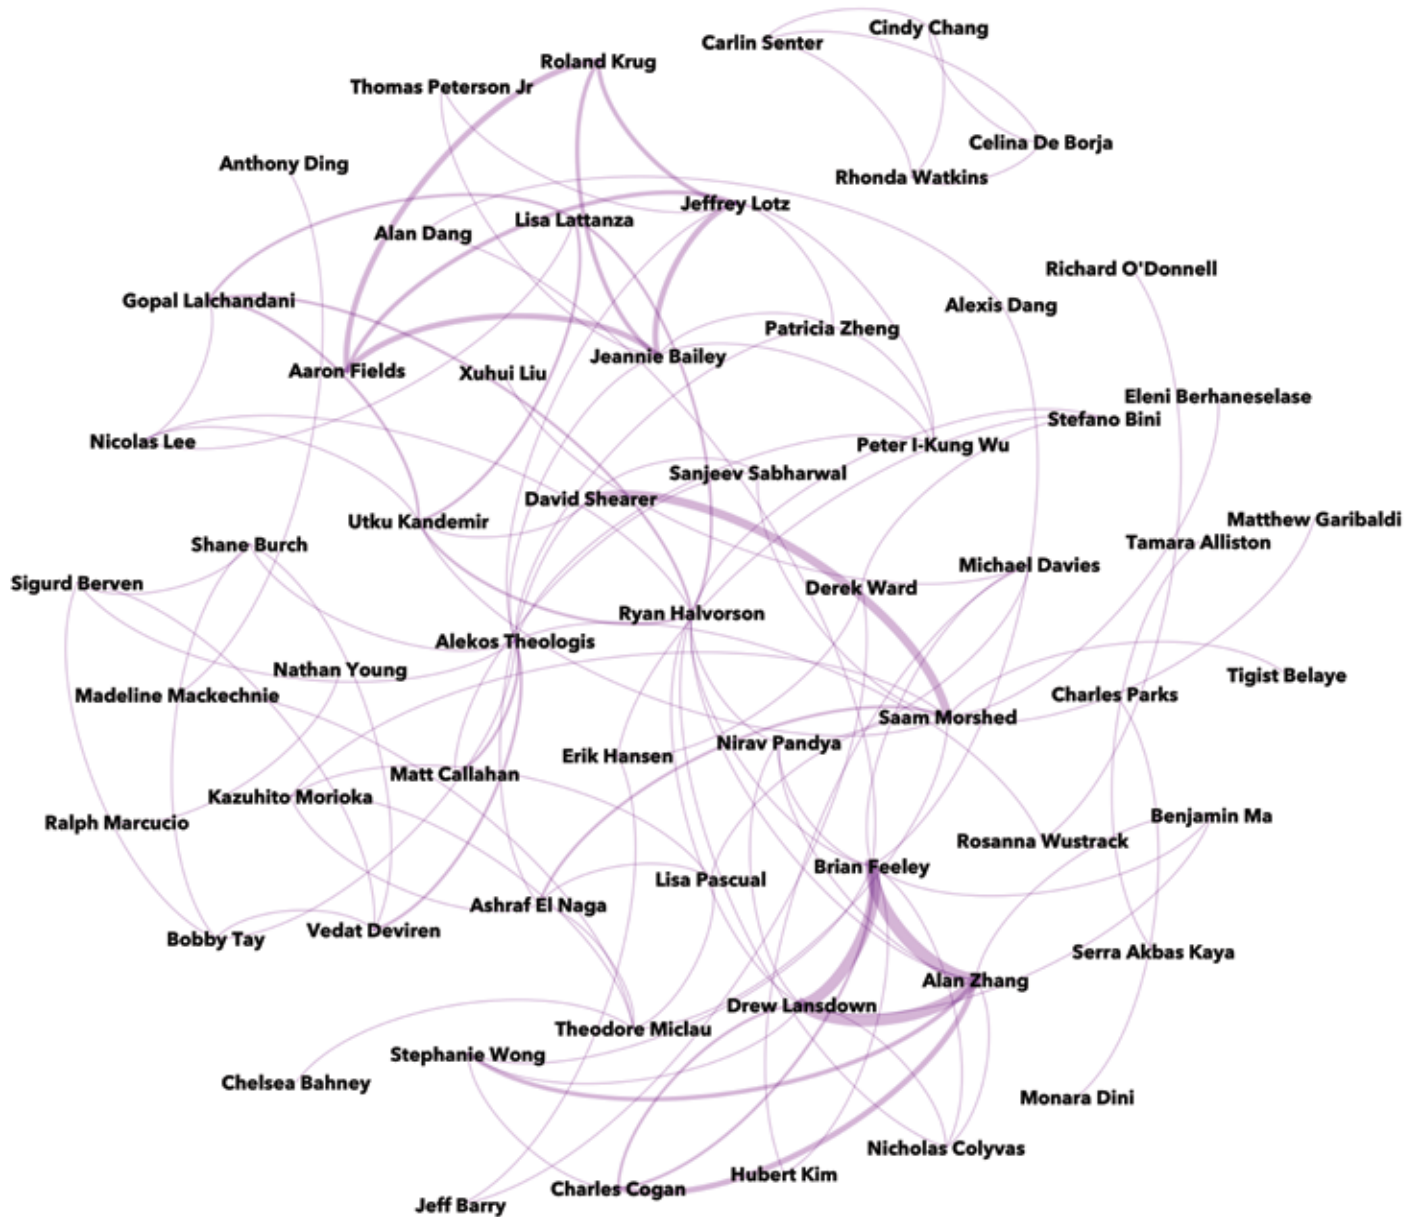 Cindy Chang
Carlin Senter
Roland Krug
Thomas Peterson Jr
Celina De Borja
Anthony Ding
Rhonda Watkins
Jeffrey Lotz
Lisa Lattanza
Alan Dang
Richard O'Donnell
Gopal Lalchandani
Alexis Dang
Patricia Zheng
Jeannie Bailey
Aaron Fields
Xuhui Liu
Eleni Berhaneselase
Stefano Bini
Nicolas Lee
Peter I-Kung Wu
Sanjeev Sabharwal
David Shearer
Utku Kandemir
Matthew Garibaldi
Shane Burch
Tamara Alliston
Michael Davies
Sigurd Berven
Derek Ward
Ryan Halvorson
Alekos Theologis
Nathan Young
Tigist Belaye
Madeline Mackechnie
Charles Parks
Saam Morshed
Nirav Pandya
Erik Hansen
Matt Callahan
Kazuhito Morioka
Benjamin Ma
Ralph Marcucio
Rosanna Wustrack
Brian Feeley
Lisa Pascual
Ashraf El Naga
Vedat Deviren
Bobby Tay
Serra Akbas Kaya
Alan Zhang
Drew Lansdown
Theodore Miclau
Stephanie Wong
Chelsea Bahney
Monara Dini
Nicholas Colyvas
Hubert Kim
Charles Cogan
Jeff Barry